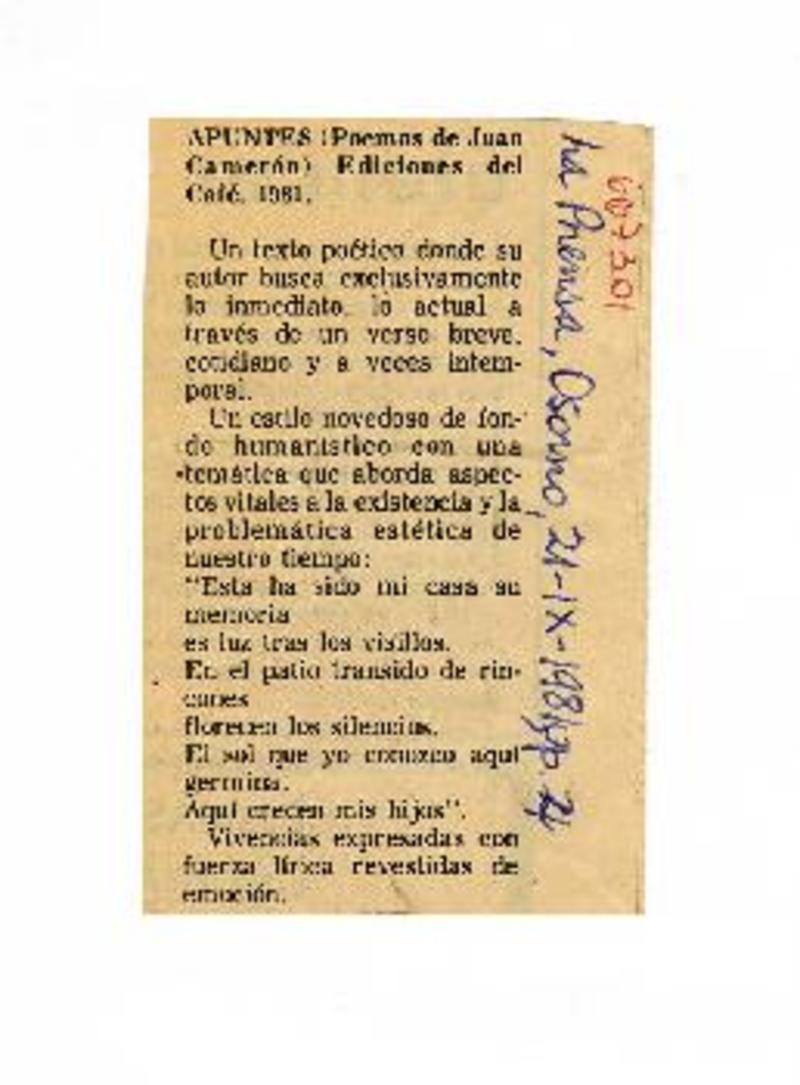 APUNTES (Poemas de Juan
Camerón) Ediciones del
Café. 1981.
Un texto poético donde su
autor busca exclusivamente
lo inmediato, lo actual a
través de un verso breve,
cotidiano y a veces intem-
poral.
Un estilo novedoso de fon-
do humanístico con una
temática que aborda aspec-
tos vitales a la existencia y la
problemática estética de
nuestro tiempo:
"Esta ha sido mi casa su
memoria
es luz tras los visillos.
En el patio transido de rin-
cones
florecen los silencios.
El sol que yo conozco aquí
germina.
Aquí crecen mis hijos".
Vivencias expresadas con
fuerza lírica revestidas de
emoción.
La Prensa, Osorno, 21-IX-1981, p. 2